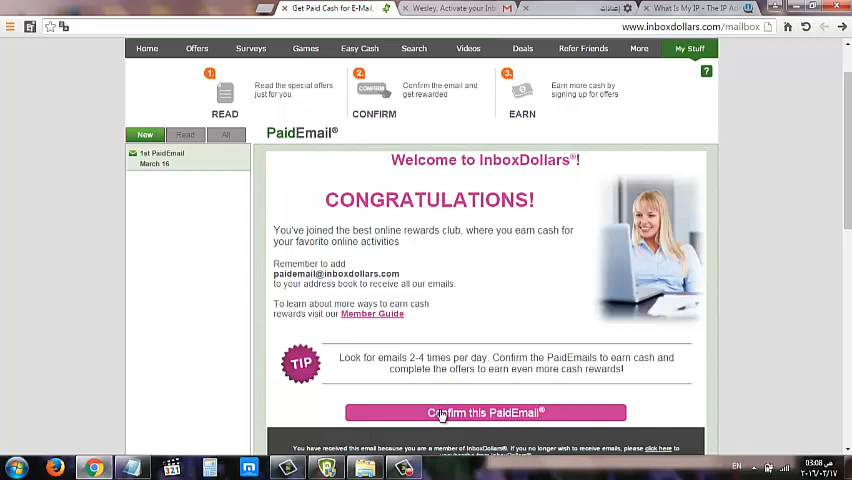 Get Paid Cash for E-Mail,
Wesley, Activate your Inb
إعدادات
What Is My IP - The IP Ad
www.inboxdollars.com/mailbox
Home Offers Surveys Games Easy Cash Search Videos Deals Refer Friends More My Stuff
?
1. READ
Read the special offers
just for you
2. CONFIRM
CONFIRM
Confirm the email and
get rewarded
3. EARN
Earn more cash by
signing up for offers
New Read All
PaidEmail®
1st PaidEmail
March 16
Welcome to InboxDollars®!
CONGRATULATIONS!
You've joined the best online rewards club, where you earn cash for
your favorite online activities
Remember to add
paidemail@inboxdollars.com
to your address book to receive all our emails.
To learn about more ways to earn cash
rewards visit our Member Guide
TIP
Look for emails 2-4 times per day. Confirm the PaidEmails to earn cash and
complete the offers to earn even more cash rewards!
Confirm this PaidEmail®
You have received this email because you are a member of InboxDollars®. If you no longer wish to receive emails, please click here to
321
EN
03:08 ص
٢٠١٦/٠٣/١٧